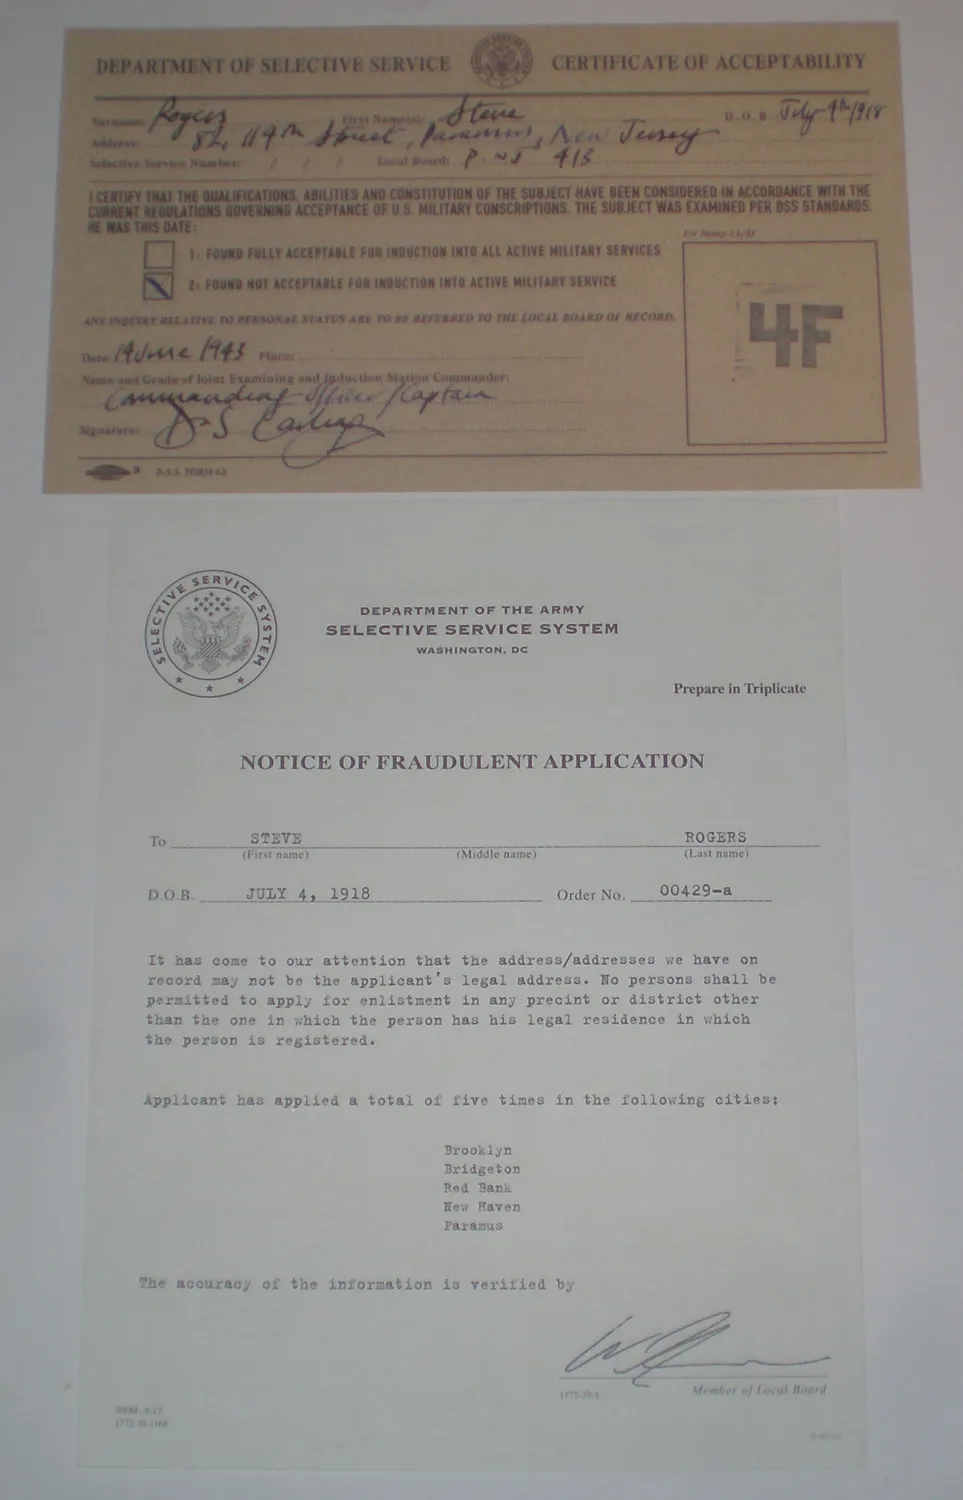 DEPARTMENT OF SELECTIVE SERVICE CERTIFICATE OF ACCEPTABILITY
Surname: Rogers First Name(s): Steve D.O.B. July 4th/1918
Address: 82, 114th Street, Paramus, New Jersey
Selective Service Number: / / / Local Board: P. NJ 413
I CERTIFY THAT THE QUALIFICATIONS, ABILITIES AND CONSTITUTION OF THE SUBJECT HAVE BEEN CONSIDERED IN ACCORDANCE WITH THE
CURRENT REGULATIONS GOVERNING ACCEPTANCE OF U.S. MILITARY CONSCRIPTIONS. THE SUBJECT WAS EXAMINED PER DSS STANDARDS.
HE WAS THIS DATE:
1: FOUND FULLY ACCEPTABLE FOR INDUCTION INTO ALL ACTIVE MILITARY SERVICES
2: FOUND NOT ACCEPTABLE FOR INDUCTION INTO ACTIVE MILITARY SERVICE
4F
ANY INQUIRY RELATIVE TO PERSONAL STATUS ARE TO BE REFERRED TO THE LOCAL BOARD OF RECORD.
Date: 14 June 1943 Place:
Name and Grade of Joint Examining and Induction Station Commander:
Commanding Officer/Captain
Signature:
D.S.S. FORM 62
SELECTIVE SERVICE SYSTEM
DEPARTMENT OF THE ARMY
SELECTIVE SERVICE SYSTEM
WASHINGTON, DC
Prepare in Triplicate
NOTICE OF FRAUDULENT APPLICATION
To STEVE ROGERS
(First name) (Middle name) (Last name)
D.O.B. JULY 4, 1918 Order No. 00429-a
It has come to our attention that the address/addresses we have on
record may not be the applicant's legal address. No persons shall be
permitted to apply for enlistment in any precint or district other
than the one in which the person has his legal residence in which
the person is registered.
Applicant has applied a total of five times in the following cities:
Brooklyn
Bridgeton
Red Bank
New Haven
Paramus
The accuracy of the information is verified by
1772-39-1 Member of Local Board